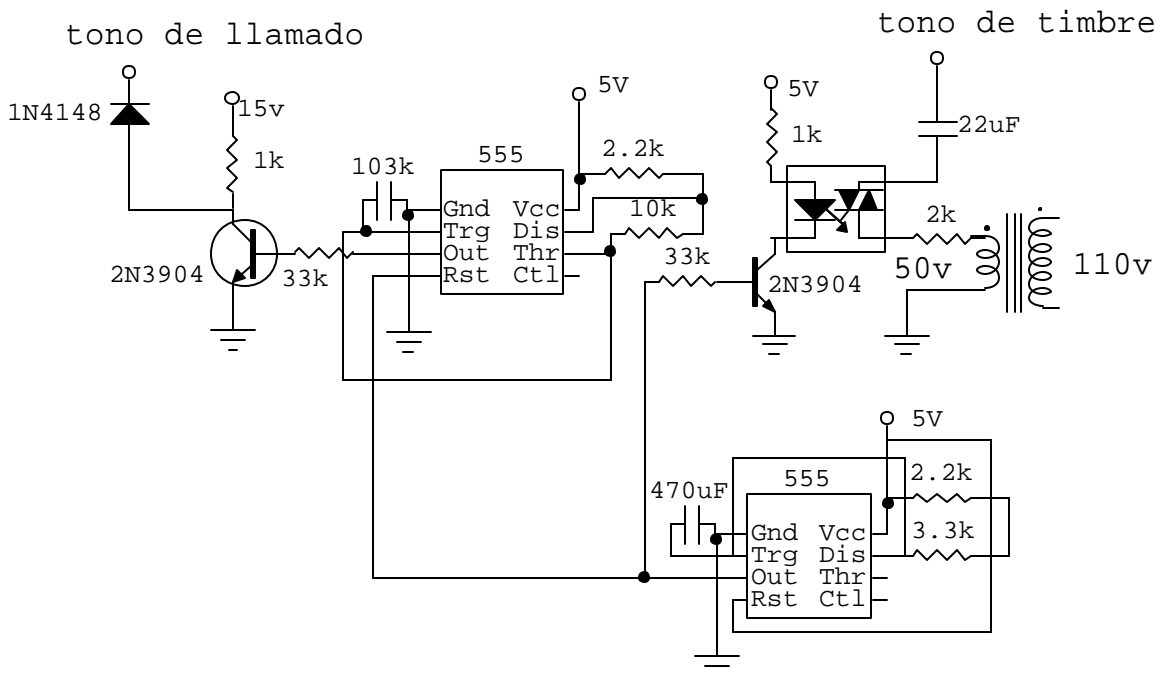 tono de llamado
tono de timbre
1N4148
15v
1k
2N3904
33k
103k
555
5V
Gnd Vcc
Trg Dis
Out Thr
Rst Ctl
2.2k
10k
33k
5V
1k
2N3904
22uF
2k
50v
110v
5V
470uF
555
Gnd Vcc
Trg Dis
Out Thr
Rst Ctl
2.2k
3.3k